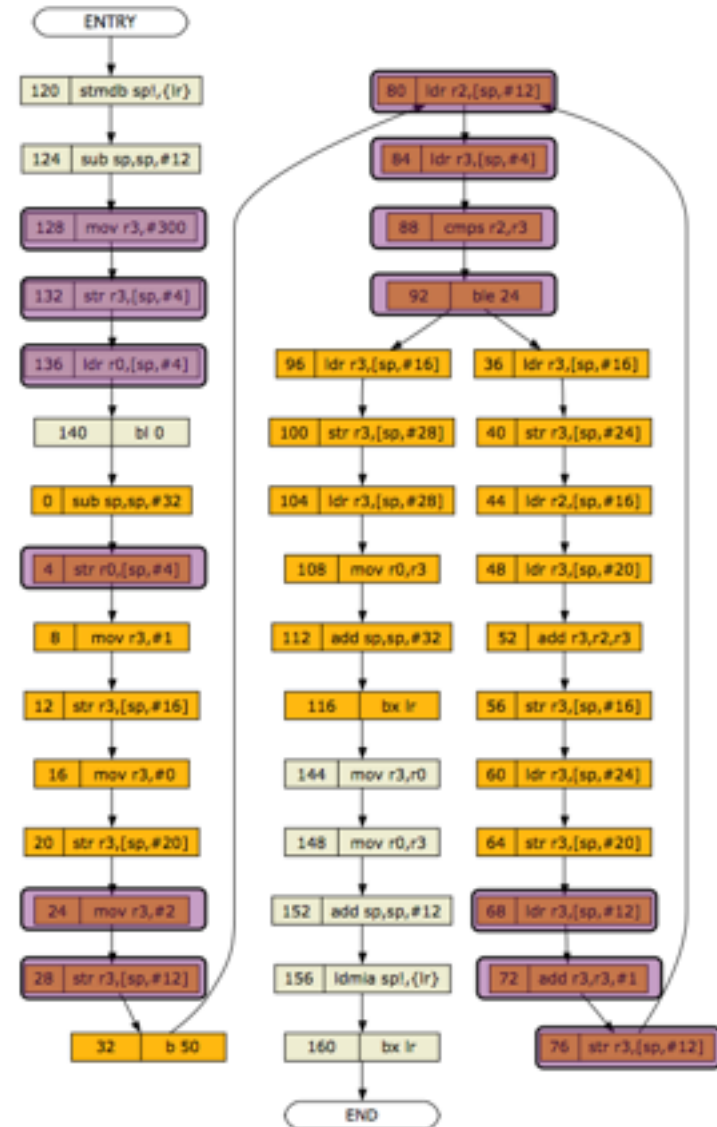 ENTRY
120 stmdb sp!,{lr}
124 sub sp,sp,#12
128 mov r3,#300
132 str r3,[sp,#4]
136 ldr r0,[sp,#4]
140 bl 0
0 sub sp,sp,#32
4 str r0,[sp,#4]
8 mov r3,#1
12 str r3,[sp,#16]
16 mov r3,#0
20 str r3,[sp,#20]
24 mov r3,#2
28 str r3,[sp,#12]
32 b 50
80 ldr r2,[sp,#12]
84 ldr r3,[sp,#4]
88 cmps r2,r3
92 ble 24
96 ldr r3,[sp,#16]
100 str r3,[sp,#28]
104 ldr r3,[sp,#28]
108 mov r0,r3
112 add sp,sp,#32
116 bx lr
144 mov r3,r0
148 mov r0,r3
152 add sp,sp,#12
156 ldmia sp!,{lr}
160 bx lr
END
36 ldr r3,[sp,#16]
40 str r3,[sp,#24]
44 ldr r2,[sp,#16]
48 ldr r3,[sp,#20]
52 add r3,r2,r3
56 str r3,[sp,#16]
60 ldr r3,[sp,#24]
64 str r3,[sp,#20]
68 ldr r3,[sp,#12]
72 add r3,r3,#1
76 str r3,[sp,#12]